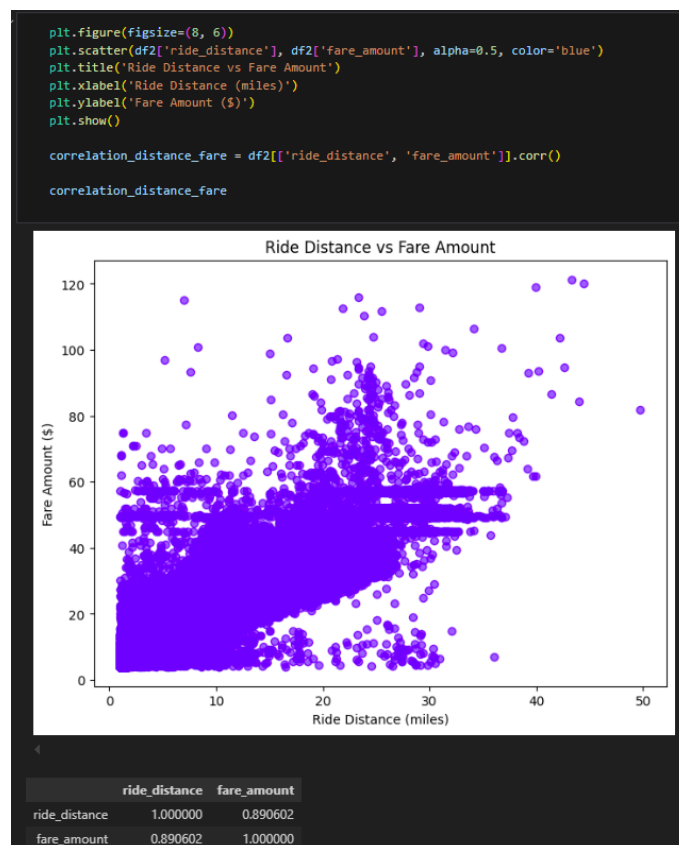 plt.figure(figsize=(8, 6))
plt.scatter(df2['ride_distance'], df2['fare_amount'], alpha=0.5, color='blue')
plt.title('Ride Distance vs Fare Amount')
plt.xlabel('Ride Distance (miles)')
plt.ylabel('Fare Amount ($)')
plt.show()
correlation_distance_fare = df2[['ride_distance', 'fare_amount']].corr()
correlation_distance_fare
Ride Distance vs Fare Amount
120
100
80
60
40
20
0
Fare Amount ($)
0 10 20 30 40 50
Ride Distance (miles)
ride_distance fare_amount
ride_distance 1.000000 0.890602
fare_amount 0.890602 1.000000